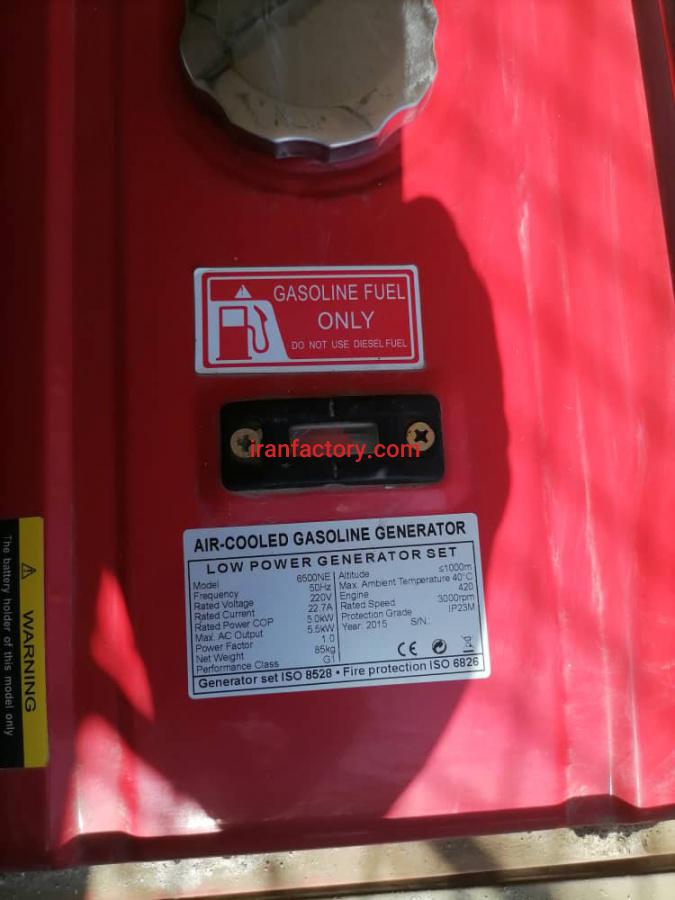 GASOLINE FUEL
ONLY
DO NOT USE DIESEL FUEL
iranfactory.com
AIR-COOLED GASOLINE GENERATOR
LOW POWER GENERATOR SET
Model 6500NE
Frequency 50Hz
Rated Voltage 220V
Rated Current 22.7A
Rated Power COP 5.0kW
Max. AC Output 5.5kW
Power Factor 1.0
Net Weight 85kg
Performance Class G1
Altitude ≤1000m
Max. Ambient Temperature 40°C
Engine 420
Rated Speed 3000rpm
Protection Grade IP23M
Year: 2015 S/N.:
CE
Generator set ISO 8528 • Fire protection ISO 6826
WARNING
The battery holder of this model only